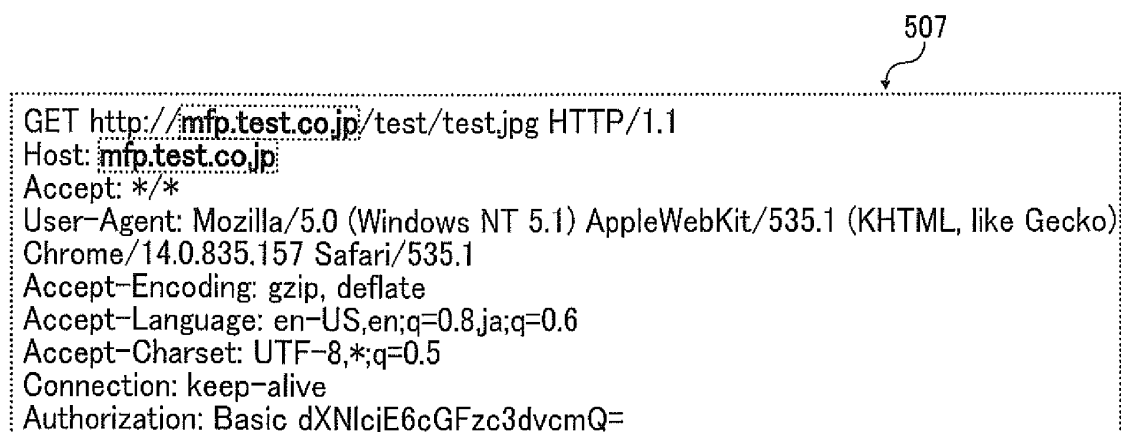 507
GET http://mfp.test.co.jp/test/test.jpg HTTP/1.1
Host: mfp.test.co.jp
Accept: */*
User-Agent: Mozilla/5.0 (Windows NT 5.1) AppleWebKit/535.1 (KHTML, like Gecko)
Chrome/14.0.835.157 Safari/535.1
Accept-Encoding: gzip, deflate
Accept-Language: en-US,en;q=0.8,ja;q=0.6
Accept-Charset: UTF-8,*;q=0.5
Connection: keep-alive
Authorization: Basic dXNlcjE6cGFzc3dvcmQ=